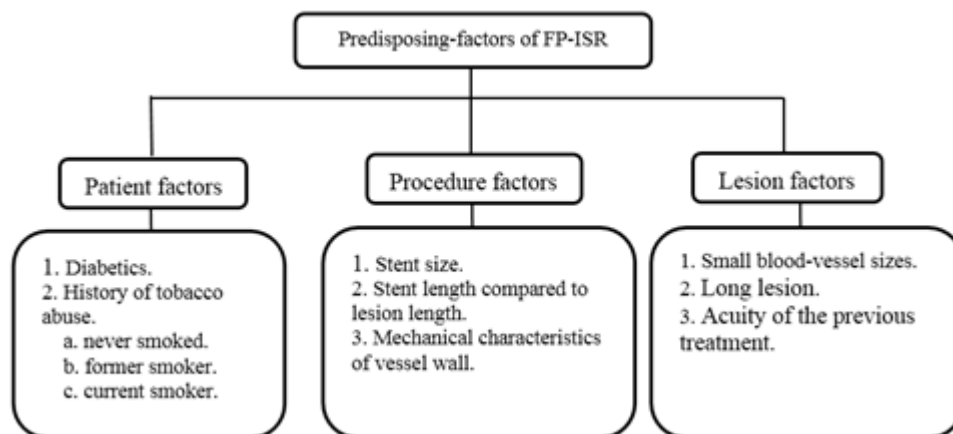 Predisposing-factors of FP-ISR
Patient factors
1. Diabetics.
2. History of tobacco
abuse.
a. never smoked.
b. former smoker.
c. current smoker.
Procedure factors
1. Stent size.
2. Stent length compared to
lesion length.
3. Mechanical characteristics
of vessel wall.
Lesion factors
1. Small blood-vessel sizes.
2. Long lesion.
3. Acuity of the previous
treatment.